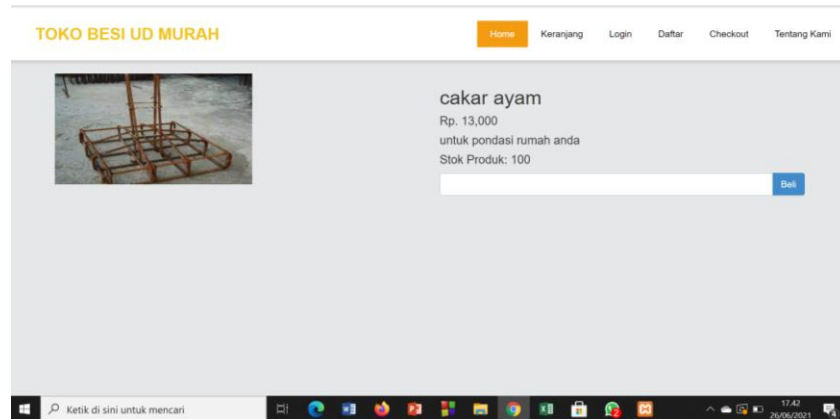 TOKO BESI UD MURAH
Home Keranjang Login Daftar Checkout Tentang Kami
cakar ayam
Rp. 13,000
untuk pondasi rumah anda
Stok Produk: 100
Beli
Ketik di sini untuk mencari
17.42
26/06/2021